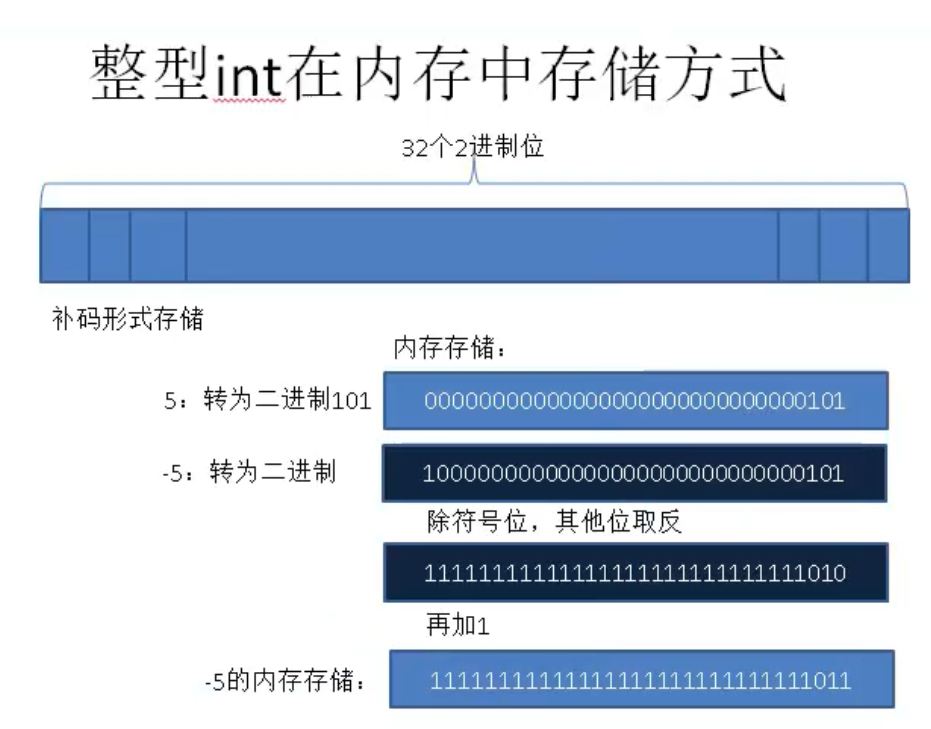 整型int在内存中存储方式
32个2进制位
补码形式存储
内存存储：
5：转为二进制101
00000000000000000000000000000101
-5：转为二进制
10000000000000000000000000000101
除符号位，其他位取反
11111111111111111111111111111010
再加1
-5的内存存储：
11111111111111111111111111111011